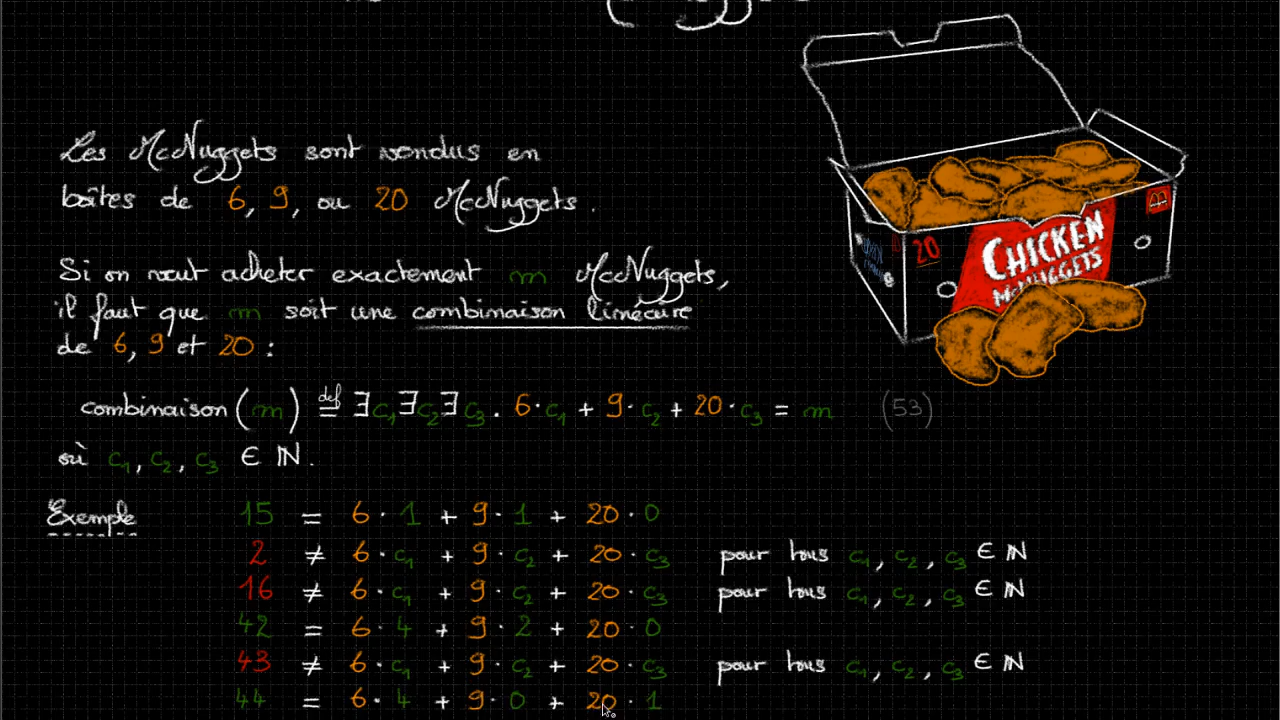 Les McNuggets sont vendus en
boîtes de 6, 9, ou 20 McNuggets.
Si on veut acheter exactement m McNuggets,
il faut que m soit une combinaison linéaire
de 6, 9 et 20 :
combinaison(m) def= ∃c₁∃c₂∃c₃. 6·c₁ + 9·c₂ + 20·c₃ = m (53)
où c₁, c₂, c₃ ∈ ℕ.
Exemple 15 = 6·1 + 9·1 + 20·0
2 ≠ 6·c₁ + 9·c₂ + 20·c₃ pour tous c₁, c₂, c₃ ∈ ℕ
16 ≠ 6·c₁ + 9·c₂ + 20·c₃ pour tous c₁, c₂, c₃ ∈ ℕ
42 = 6·4 + 9·2 + 20·0
43 ≠ 6·c₁ + 9·c₂ + 20·c₃ pour tous c₁, c₂, c₃ ∈ ℕ
44 = 6·4 + 9·0 + 20·1
20
CHICKEN
McNUGGETS